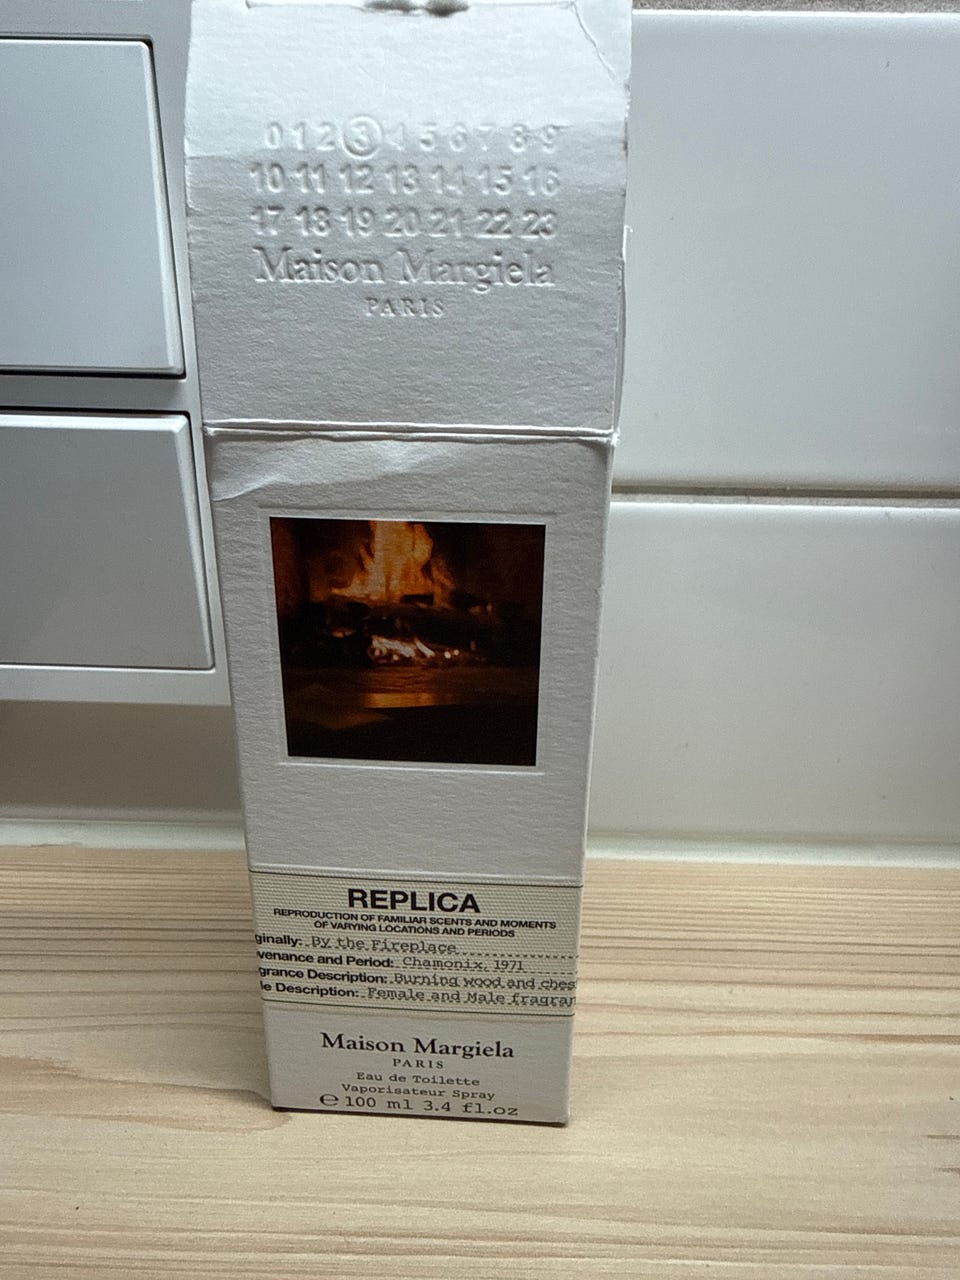 0 1 2 3 4 5 6 7 8 9
10 11 12 13 14 15 16
17 18 19 20 21 22 23
Maison Margiela
PARIS
REPLICA
REPRODUCTION OF FAMILIAR SCENTS AND MOMENTS
OF VARYING LOCATIONS AND PERIODS
ginally: By the Fireplace
venance and Period: Chamonix, 1971
grance Description: Burning wood and ches
le Description: Female and Male fragran
Maison Margiela
PARIS
Eau de Toilette
Vaporisateur Spray
℮ 100 ml 3.4 fl.oz